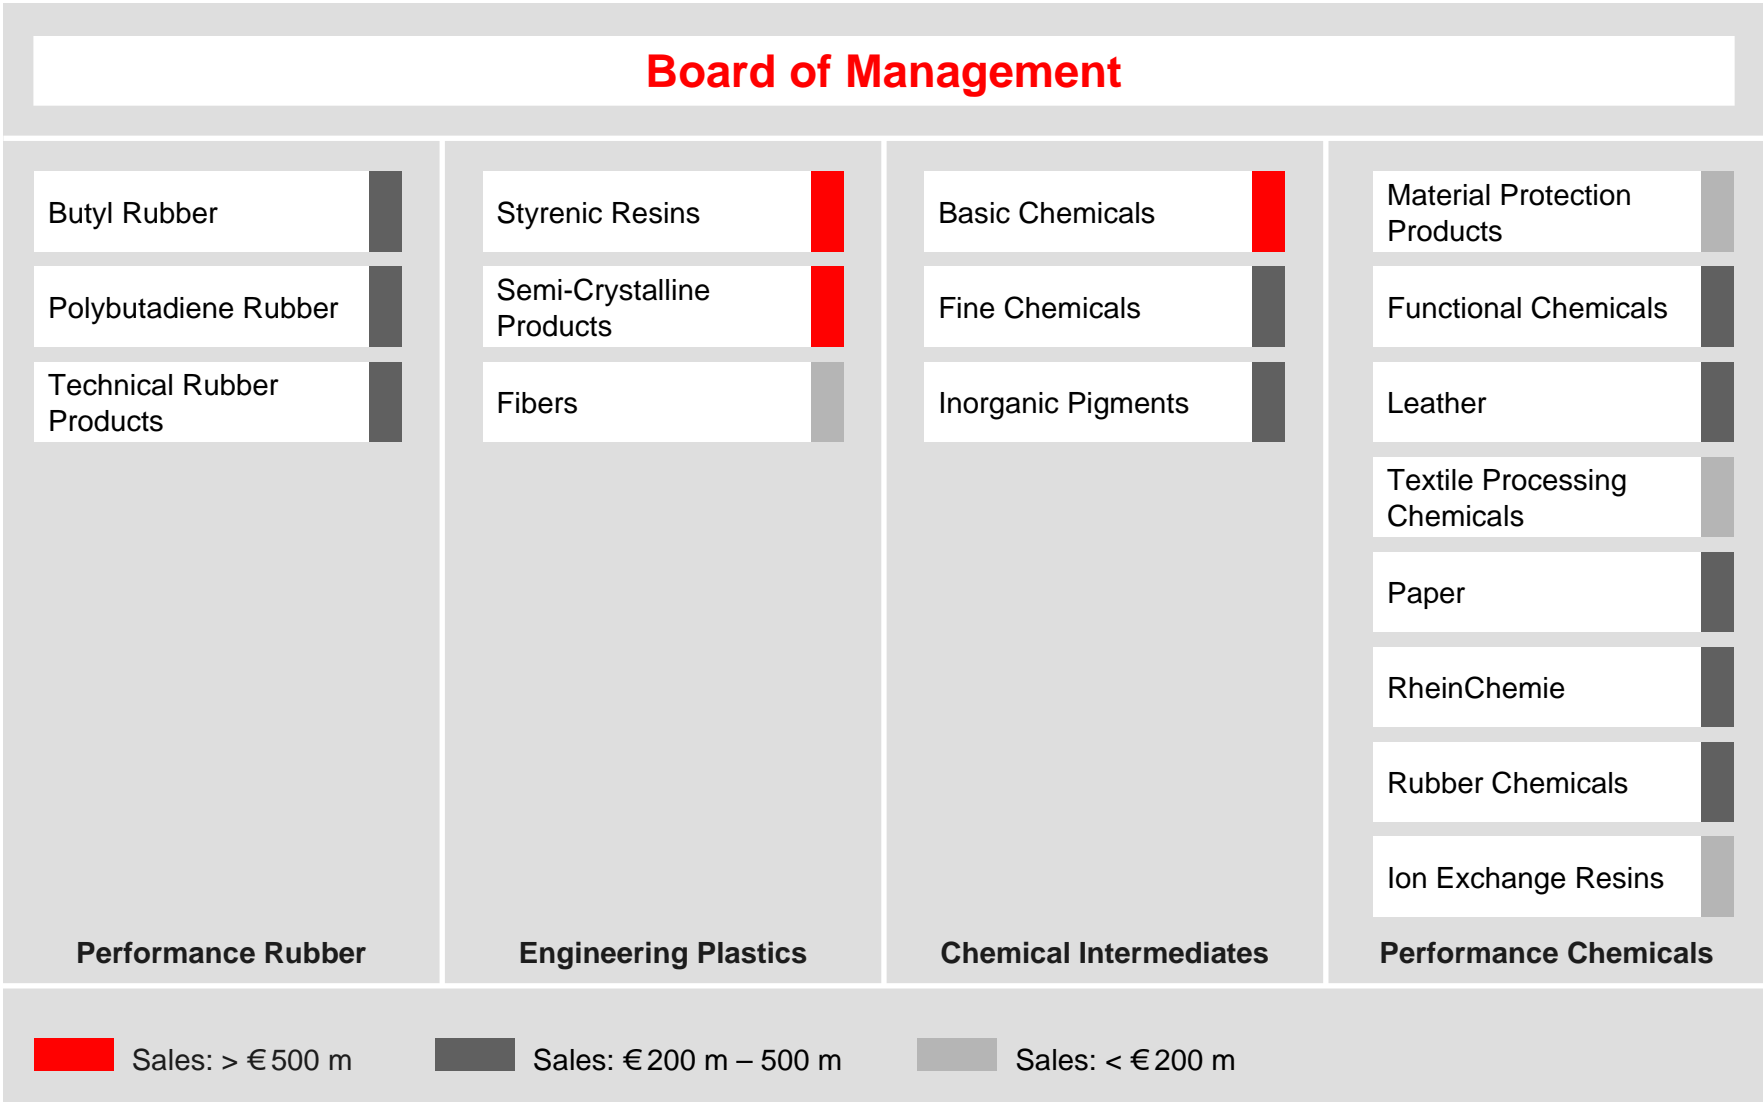 Board of Management
Butyl Rubber
Polybutadiene Rubber
Technical Rubber
Products
Performance Rubber
Styrenic Resins
Semi-Crystalline
Products
Fibers
Engineering Plastics
Basic Chemicals
Fine Chemicals
Inorganic Pigments
Chemical Intermediates
Material Protection
Products
Functional Chemicals
Leather
Textile Processing
Chemicals
Paper
RheinChemie
Rubber Chemicals
Ion Exchange Resins
Performance Chemicals
Sales: > €500 m
Sales: €200 m – 500 m
Sales: < €200 m